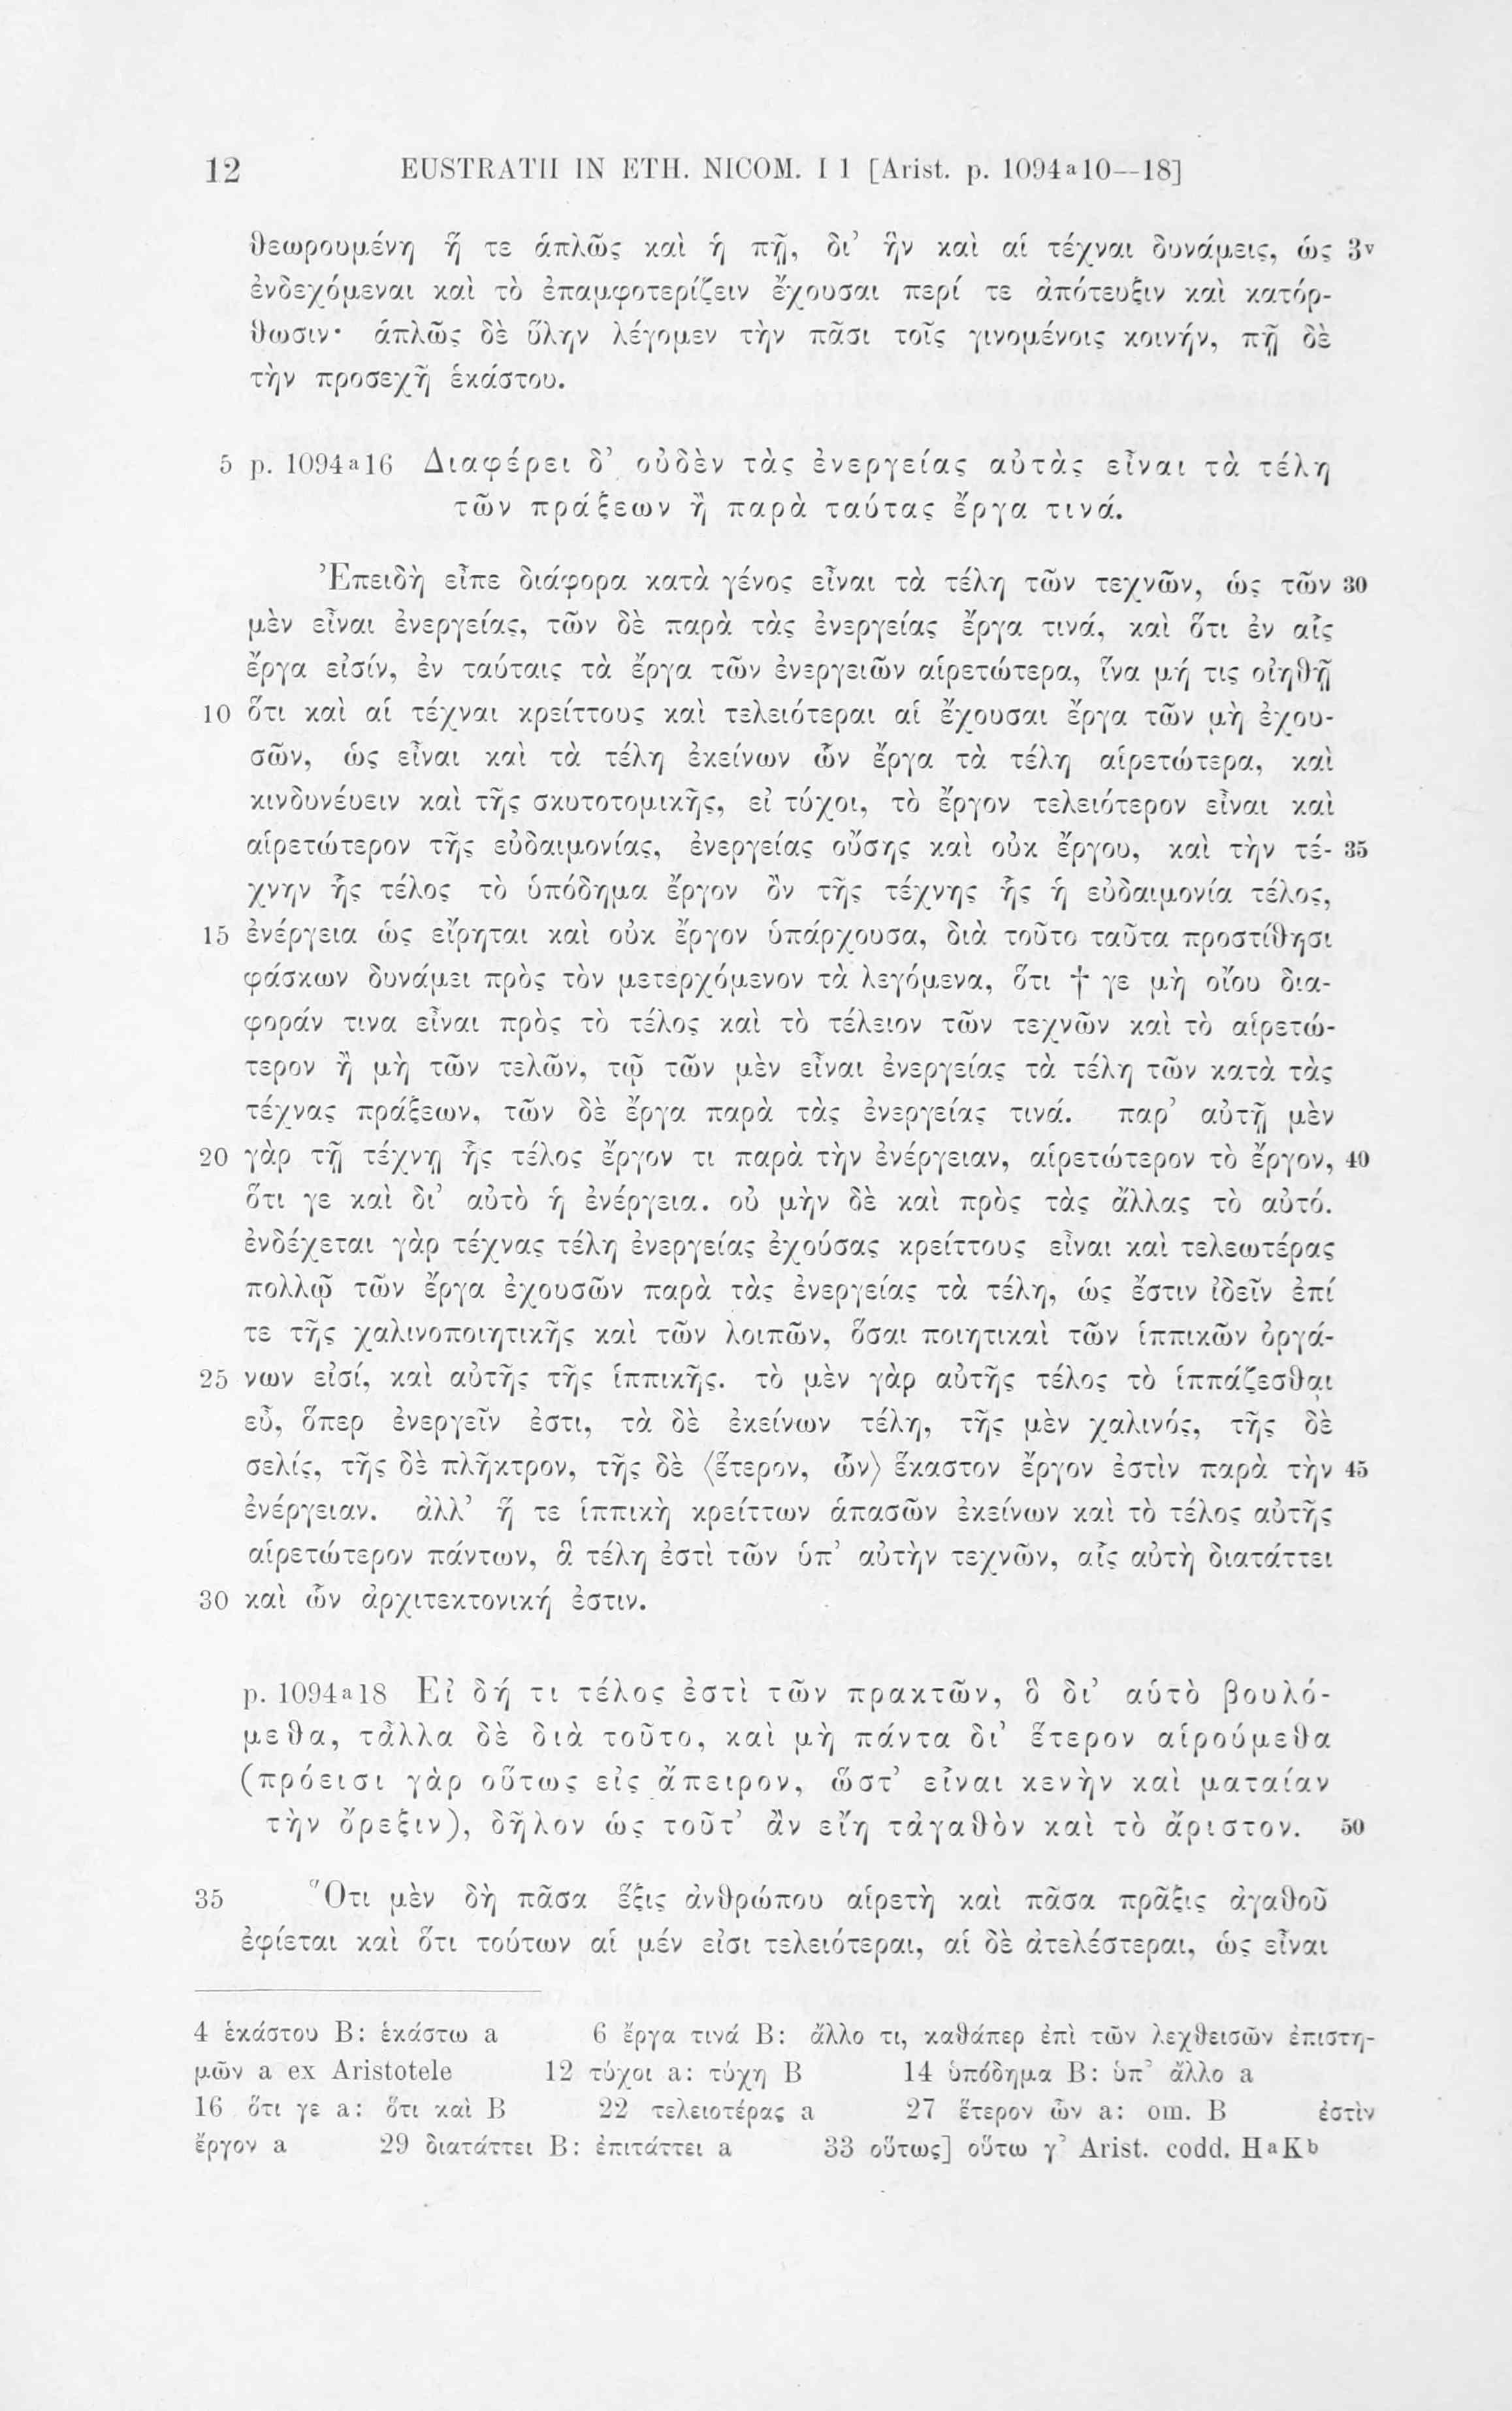 12 EUSTRATII IN ETH. NICOM. I 1 [Arist. p. 1094a10—18]
θεωρουμένη ἥ τε ἁπλῶς καὶ ἡ πῇ, δι’ ἣν καὶ αἱ τέχναι δυνάμεις, ὡς 3v
ἐνδεχόμεναι καὶ τὸ ἐπαμφοτερίζειν ἔχουσαι περί τε ἀπότευξιν καὶ κατόρ-
θωσιν· ἁπλῶς δὲ ὕλην λέγομεν τὴν πᾶσι τοῖς γινομένοις κοινήν, πῇ δὲ
τὴν προσεχῆ ἑκάστου.
5 p. 1094a16 Διαφέρει δ’ οὐδὲν τὰς ἐνεργείας αὐτὰς εἶναι τὰ τέλη
τῶν πράξεων ἢ παρὰ ταύτας ἔργα τινά.
Ἐπειδὴ εἶπε διάφορα κατὰ γένος εἶναι τὰ τέλη τῶν τεχνῶν, ὡς τῶν 30
μὲν εἶναι ἐνεργείας, τῶν δὲ παρὰ τὰς ἐνεργείας ἔργα τινά, καὶ ὅτι ἐν αἷς
ἔργα εἰσίν, ἐν ταύταις τὰ ἔργα τῶν ἐνεργειῶν αἱρετώτερα, ἵνα μή τις οἰηθῇ
10 ὅτι καὶ αἱ τέχναι κρείττους καὶ τελειότεραι αἱ ἔχουσαι ἔργα τῶν μὴ ἐχου-
σῶν, ὡς εἶναι καὶ τὰ τέλη ἐκείνων ὧν ἔργα τὰ τέλη αἱρετώτερα, καὶ
κινδυνέυειν καὶ τῆς σκυτοτομικῆς, εἰ τύχοι, τὸ ἔργον τελειότερον εἶναι καὶ
αἱρετώτερον τῆς εὐδαιμονίας, ἐνεργείας οὔσης καὶ οὐκ ἔργου, καὶ τὴν τέ- 35
χνην ἧς τέλος τὸ ὑπόδημα ἔργον ὂν τῆς τέχνης ἧς ἡ εὐδαιμονία τέλος,
15 ἐνέργεια ὡς εἴρηται καὶ οὐκ ἔργον ὑπάρχουσα, διὰ τοῦτο ταῦτα προστίθησι
φάσκων δυνάμει πρὸς τὸν μετερχόμενον τὰ λεγόμενα, ὅτι † γε μὴ οἴου δια-
φοράν τινα εἶναι πρὸς τὸ τέλος καὶ τὸ τέλειον τῶν τεχνῶν καὶ τὸ αἱρετώ-
τερον ἢ μὴ τῶν τελῶν, τῷ τῶν μὲν εἶναι ἐνεργείας τὰ τέλη τῶν κατὰ τὰς
τέχνας πράξεων, τῶν δὲ ἔργα παρὰ τὰς ἐνεργείας τινά. παρ’ αὐτῇ μὲν
20 γὰρ τῇ τέχνῃ ἧς τέλος ἔργον τι παρὰ τὴν ἐνέργειαν, αἱρετώτερον τὸ ἔργον, 40
ὅτι γε καὶ δι’ αὐτὸ ἡ ἐνέργεια. οὐ μὴν δὲ καὶ πρὸς τὰς ἄλλας τὸ αὐτό.
ἐνδέχεται γὰρ τέχνας τέλη ἐνεργείας ἐχούσας κρείττους εἶναι καὶ τελεωτέρας
πολλῷ τῶν ἔργα ἐχουσῶν παρὰ τὰς ἐνεργείας τὰ τέλη, ὡς ἔστιν ἰδεῖν ἐπί
τε τῆς χαλινοποιητικῆς καὶ τῶν λοιπῶν, ὅσαι ποιητικαὶ τῶν ἱππικῶν ὀργά-
25 νων εἰσί, καὶ αὐτῆς τῆς ἱππικῆς. τὸ μὲν γὰρ αὐτῆς τέλος τὸ ἱππάζεσθαι
εὖ, ὅπερ ἐνεργεῖν ἐστι, τὰ δὲ ἐκείνων τέλη, τῆς μὲν χαλινός, τῆς δὲ
σελίς, τῆς δὲ πλῆκτρον, τῆς δὲ ⟨ἕτερον, ὧν⟩ ἕκαστον ἔργον ἐστὶν παρὰ τὴν 45
ἐνέργειαν. ἀλλ’ ἥ τε ἱππικὴ κρείττων ἁπασῶν ἐκείνων καὶ τὸ τέλος αὐτῆς
αἱρετώτερον πάντων, ἃ τέλη ἐστὶ τῶν ὑπ’ αὐτὴν τεχνῶν, αἷς αὐτὴ διατάττει
30 καὶ ὧν ἀρχιτεκτονική ἐστιν.
p. 1094a18 Εἰ δή τι τέλος ἐστὶ τῶν πρακτῶν, ὃ δι’ αὑτὸ βουλό-
μεθα, τἆλλα δὲ διὰ τοῦτο, καὶ μὴ πάντα δι’ ἕτερον αἱρούμεθα
(πρόεισι γὰρ οὕτως εἰς ἄπειρον, ὥστ’ εἶναι κενὴν καὶ ματαίαν
τὴν ὄρεξιν), δῆλον ὡς τοῦτ’ ἂν εἴη τἀγαθὸν καὶ τὸ ἄριστον. 50
35 Ὅτι μὲν δὴ πᾶσα ἕξις ἀνθρώπου αἱρετὴ καὶ πᾶσα πρᾶξις ἀγαθοῦ
ἐφίεται καὶ ὅτι τούτων αἱ μέν εἰσι τελειότεραι, αἱ δὲ ἀτελέστεραι, ὡς εἶναι
4 ἑκάστου B: ἑκάστω a 6 ἔργα τινά B: ἄλλο τι, καθάπερ ἐπὶ τῶν λεχθεισῶν ἐπιστη-
μῶν a ex Aristotele 12 τύχοι a: τύχη B 14 ὑπόδημα B: ὑπ’ ἄλλο a
16 ὅτι γε a: ὅτι καὶ B 22 τελειοτέρας a 27 ἕτερον ὧν a: om. B ἐστὶν
ἔργον a 29 διατάττει B: ἐπιτάττει a 33 οὕτως] οὕτω γ’ Arist. codd. HaKb